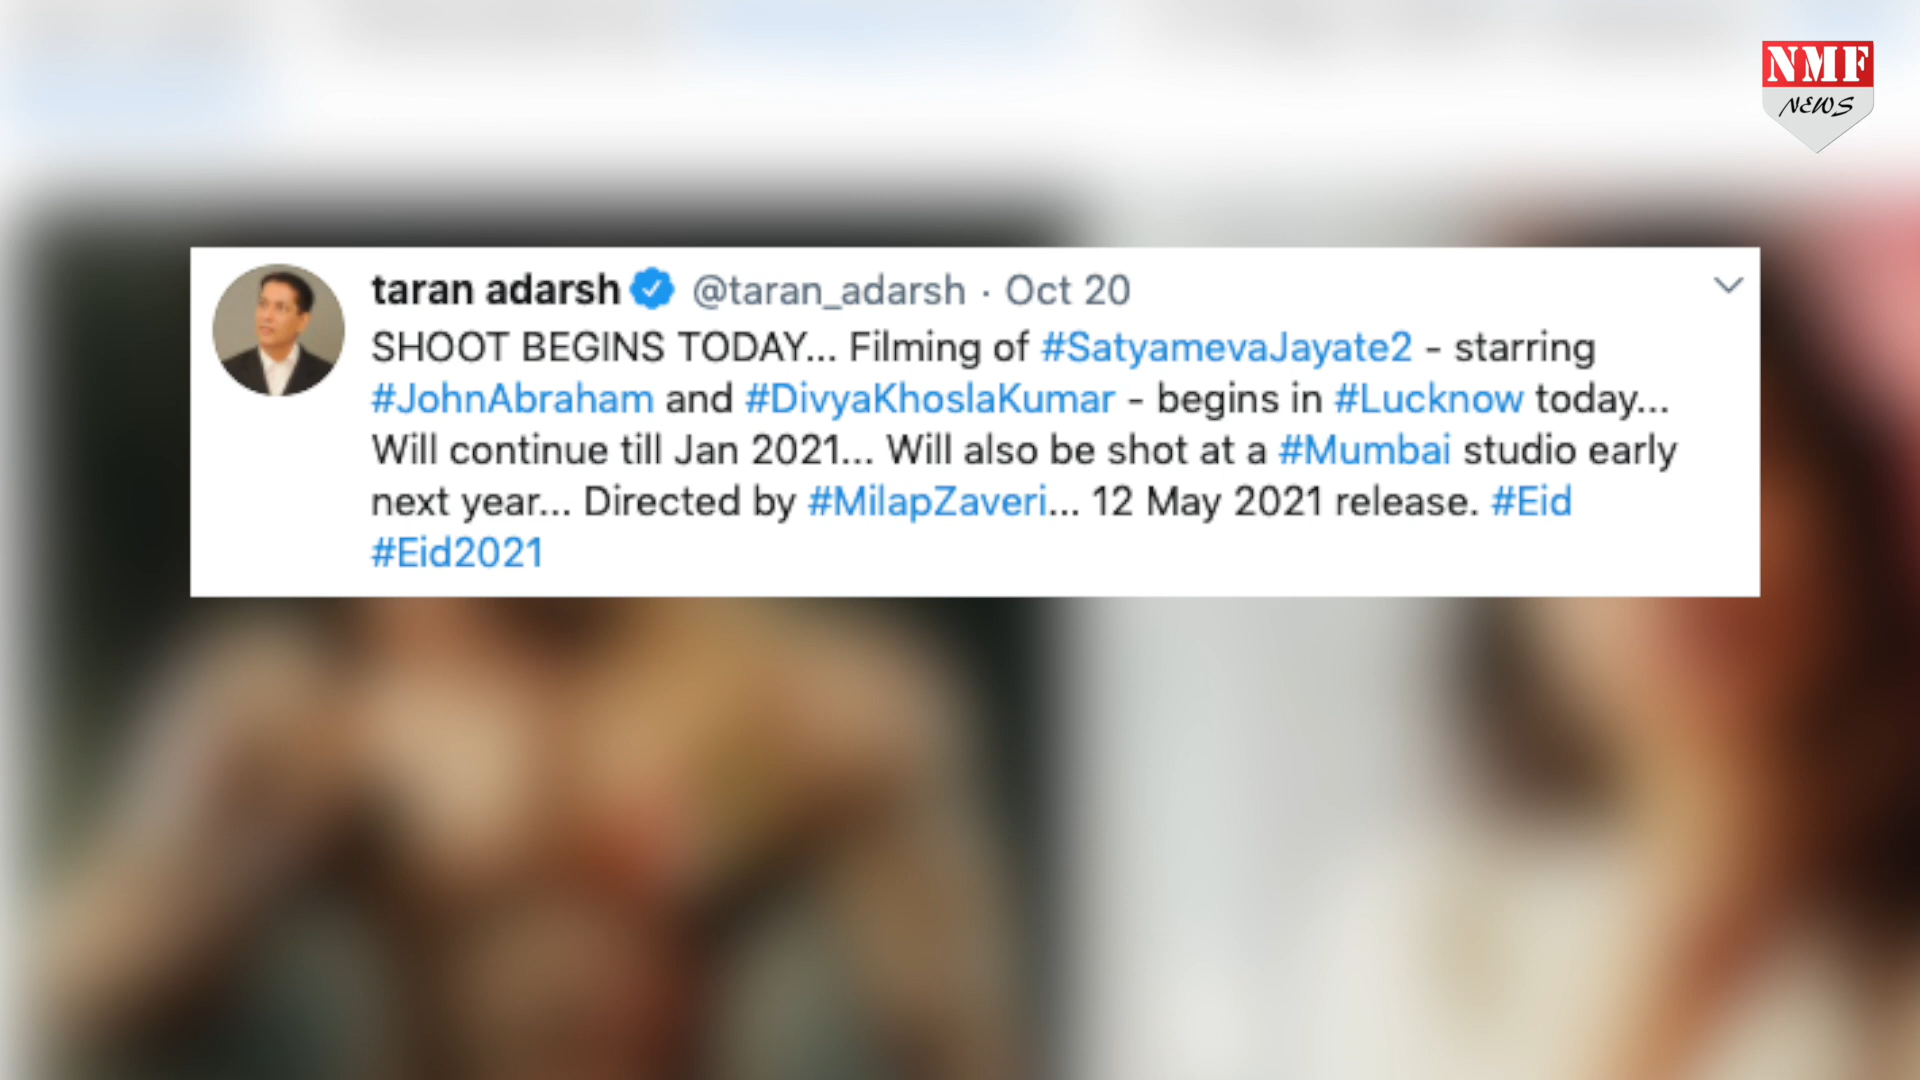 NMF
NEWS
taran adarsh @taran_adarsh · Oct 20
SHOOT BEGINS TODAY... Filming of #SatyamevaJayate2 - starring
#JohnAbraham and #DivyaKhoslaKumar - begins in #Lucknow today...
Will continue till Jan 2021... Will also be shot at a #Mumbai studio early
next year... Directed by #MilapZaveri... 12 May 2021 release. #Eid
#Eid2021